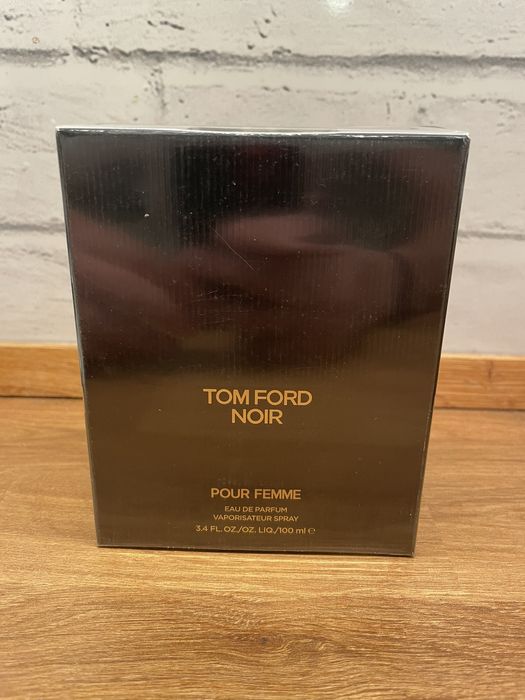 TOM FORD
NOIR
POUR FEMME
EAU DE PARFUM
VAPORISATEUR SPRAY
3.4 FL. OZ./OZ. LIQ./100 ml ℮